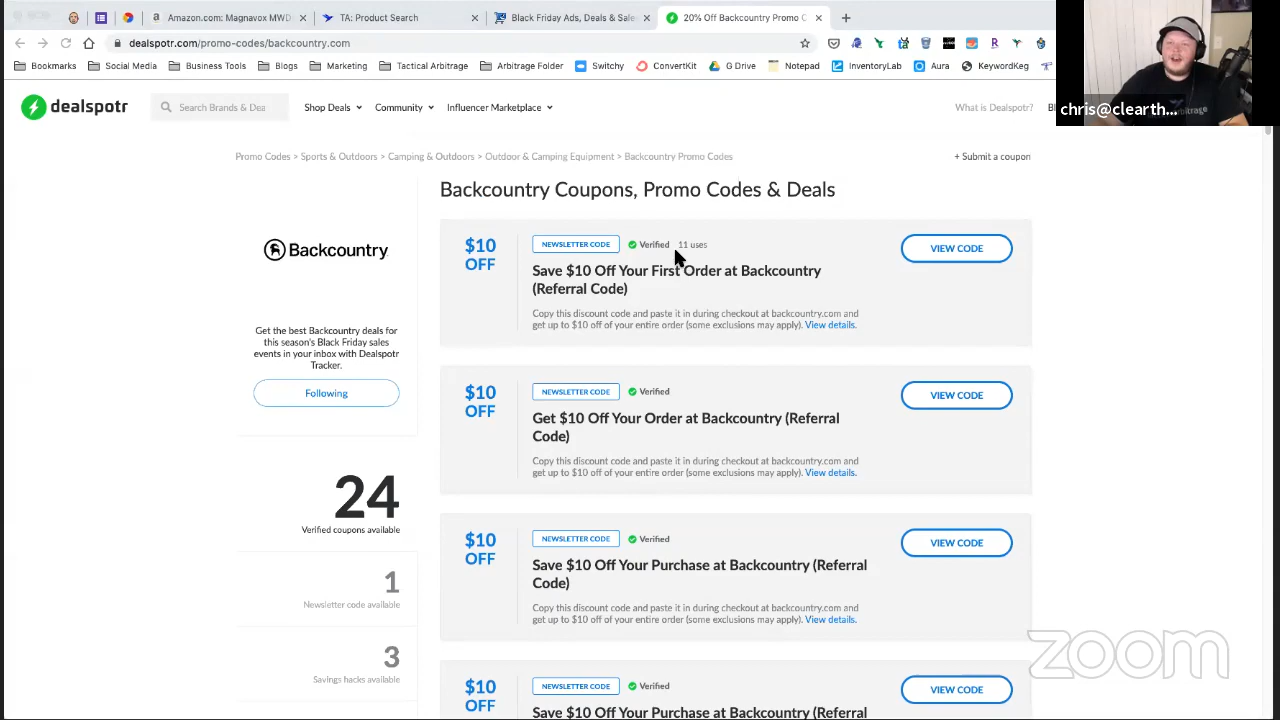 Amazon.com: Magnavox MWD
TA: Product Search
Black Friday Ads, Deals & Sale
20% Off Backcountry Promo C
dealspotr.com/promo-codes/backcountry.com
Bookmarks
Social Media
Business Tools
Blogs
Marketing
Tactical Arbitrage
Arbitrage Folder
Switchy
ConvertKit
G Drive
Notepad
InventoryLab
Aura
KeywordKeg
chris@clearth...
dealspotr
Search Brands & Dea
Shop Deals
Community
Influencer Marketplace
What is Dealspotr?
Promo Codes > Sports & Outdoors > Camping & Outdoors > Outdoor & Camping Equipment > Backcountry Promo Codes
+ Submit a coupon
Backcountry
Get the best Backcountry deals for
this season's Black Friday sales
events in your inbox with Dealspotr
Tracker.
Following
24
Verified coupons available
1
Newsletter code available
3
Savings hacks available
Backcountry Coupons, Promo Codes & Deals
$10
OFF
NEWSLETTER CODE
Verified
11 uses
Save $10 Off Your First Order at Backcountry
(Referral Code)
Copy this discount code and paste it in during checkout at backcountry.com and
get up to $10 off of your entire order (some exclusions may apply). View details.
VIEW CODE
$10
OFF
NEWSLETTER CODE
Verified
Get $10 Off Your Order at Backcountry (Referral
Code)
Copy this discount code and paste it in during checkout at backcountry.com and
get up to $10 off of your entire order (some exclusions may apply). View details.
VIEW CODE
$10
OFF
NEWSLETTER CODE
Verified
Save $10 Off Your Purchase at Backcountry (Referral
Code)
Copy this discount code and paste it in during checkout at backcountry.com and
get up to $10 off of your entire order (some exclusions may apply). View details.
VIEW CODE
$10
OFF
NEWSLETTER CODE
Verified
Save $10 Off Your Purchase at Backcountry (Referral
VIEW CODE
zoom